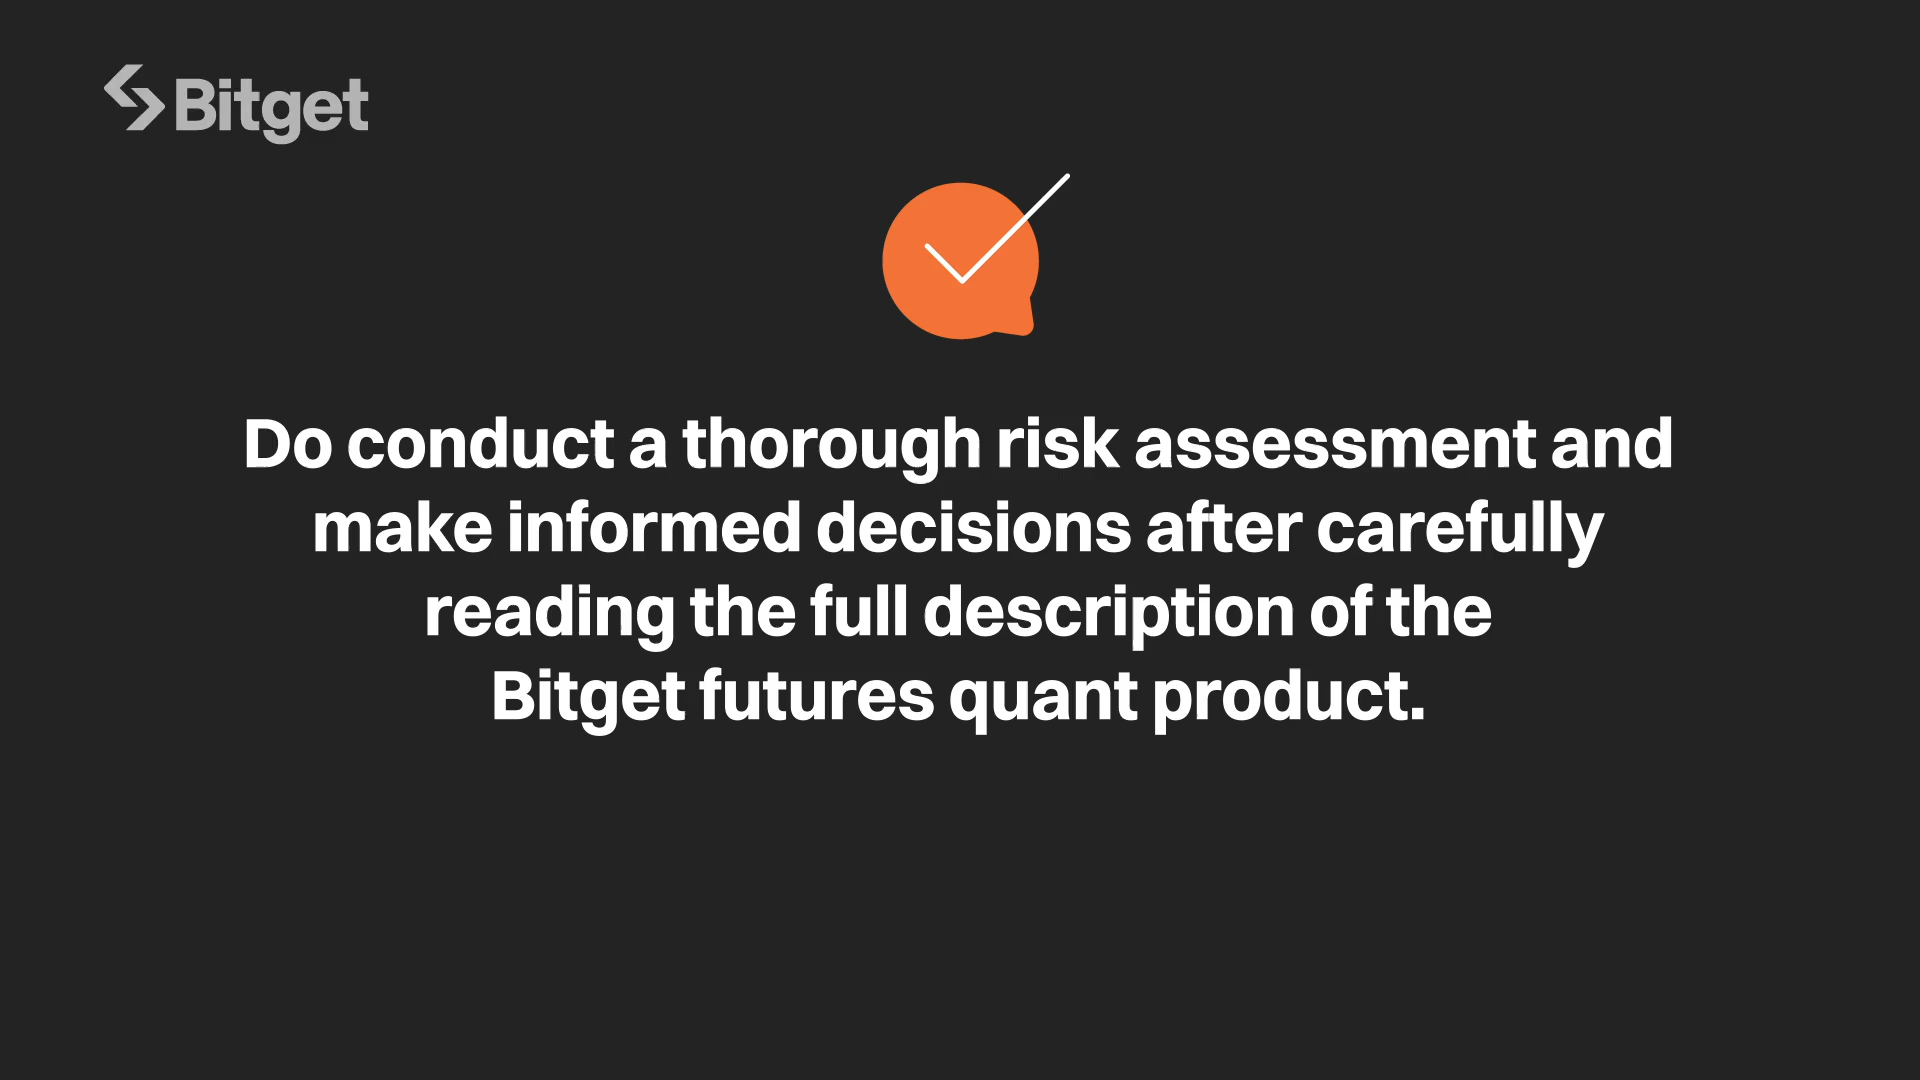 Bitget
Do conduct a thorough risk assessment and
make informed decisions after carefully
reading the full description of the
Bitget futures quant product.